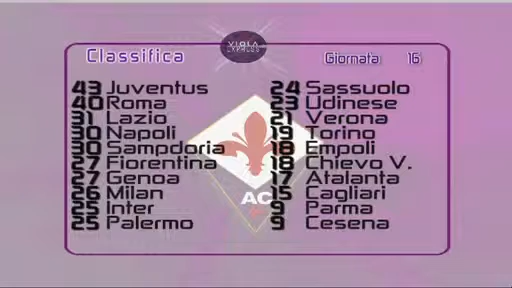 VIOLA
EXPRESS
Classifica
Giornata 16
43 Juventus
40 Roma
31 Lazio
30 Napoli
30 Sampdoria
27 Fiorentina
27 Genoa
26 Milan
25 Inter
25 Palermo
24 Sassuolo
23 Udinese
21 Verona
19 Torino
18 Empoli
18 Chievo V.
17 Atalanta
15 Cagliari
9 Parma
9 Cesena
AC
F